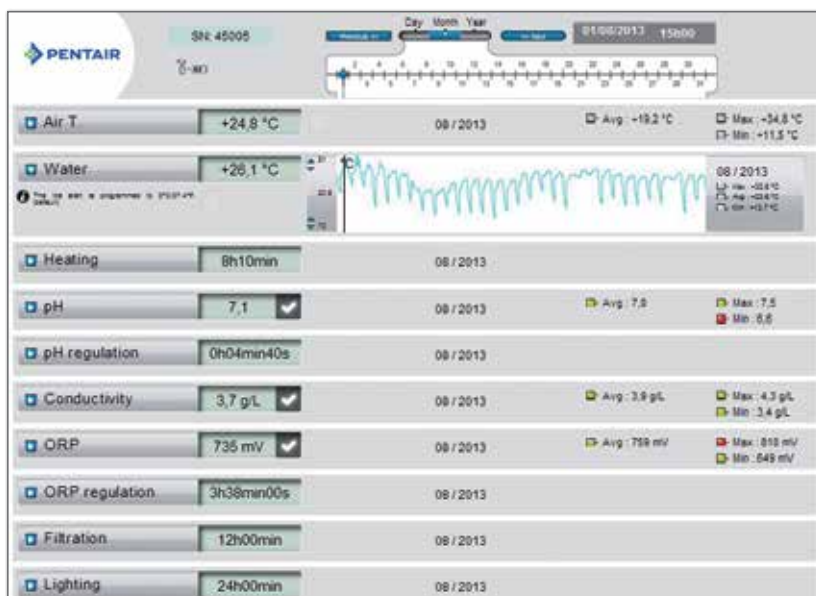 SN: 45005
Day Month Year
01/08/2013 15h00
PENTAIR
Air T
+24,8 °C
08 / 2013
Avg : +19,2 °C
Max : +34,8 °C
Min : +11,5 °C
Water
+26,1 °C
°C
08 / 2013
Heating
8h10min
08 / 2013
pH
7,1
08 / 2013
Avg : 7,0
Max : 7,5
Min : 6,6
pH regulation
0h04min40s
08 / 2013
Conductivity
3,7 g/L
08 / 2013
Avg : 3,9 g/L
Max : 4,3 g/L
Min : 3,4 g/L
ORP
735 mV
08 / 2013
Avg : 759 mV
Max : 810 mV
Min : 649 mV
ORP regulation
3h38min00s
08 / 2013
Filtration
12h00min
08 / 2013
Lighting
24h00min
08 / 2013